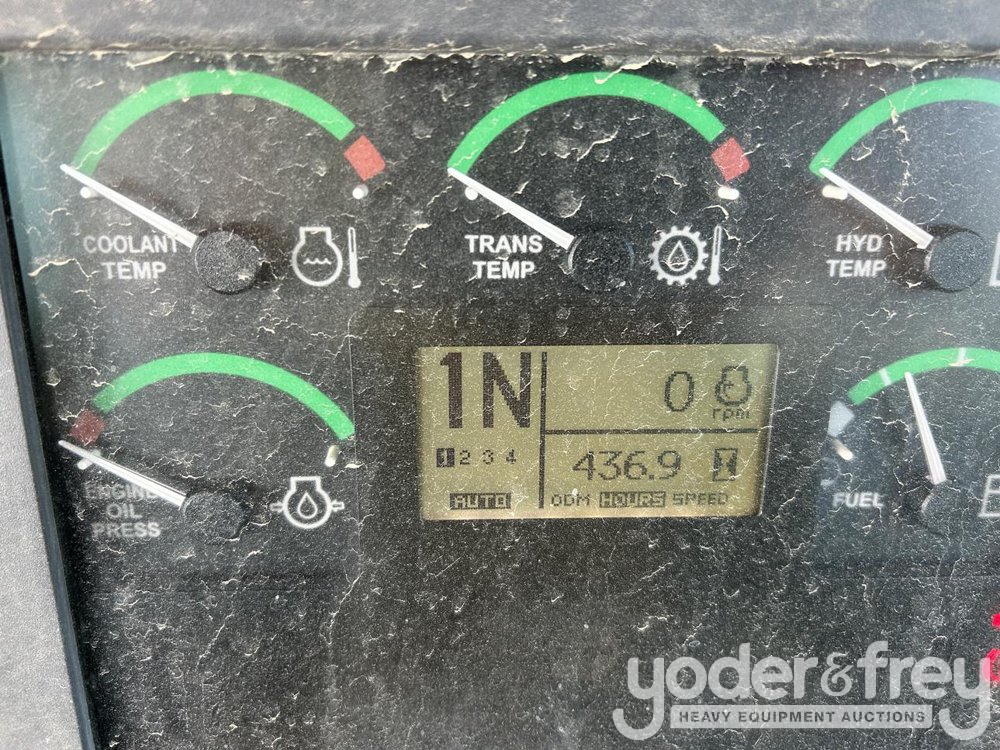 COOLANT
TEMP
TRANS
TEMP
HYD
TEMP
1N
0
rpm
1 2 3 4
436.9
AUTO
ODM HOURS SPEED
ENGINE
OIL
PRESS
FUEL
yoder&frey
HEAVY EQUIPMENT AUCTIONS